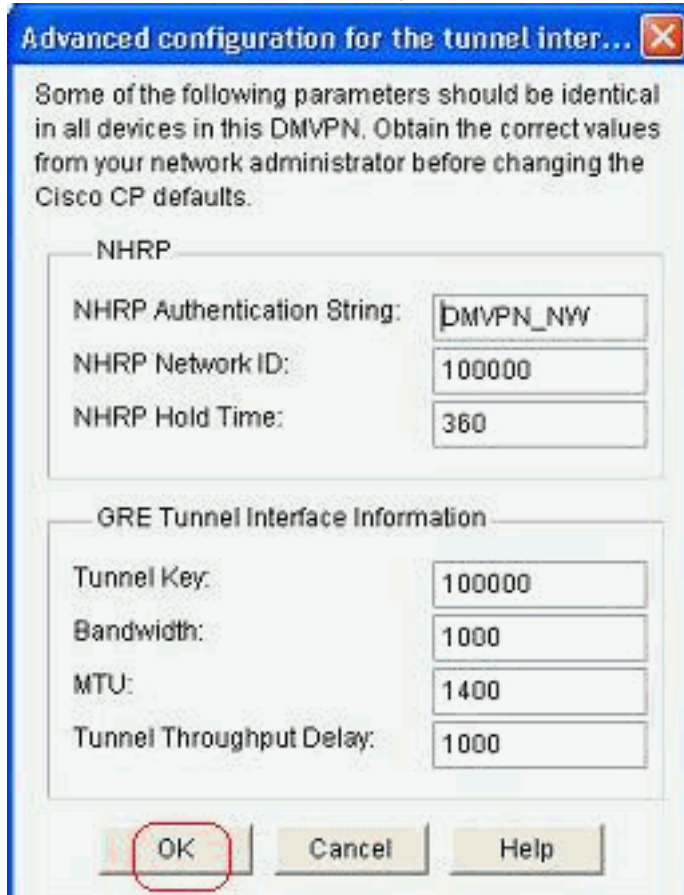 Advanced configuration for the tunnel inter...
Some of the following parameters should be identical
in all devices in this DMVPN. Obtain the correct values
from your network administrator before changing the
Cisco CP defaults.
NHRP
NHRP Authentication String: DMVPN_NW
NHRP Network ID: 100000
NHRP Hold Time: 360
GRE Tunnel Interface Information
Tunnel Key: 100000
Bandwidth: 1000
MTU: 1400
Tunnel Throughput Delay: 1000
OK Cancel Help